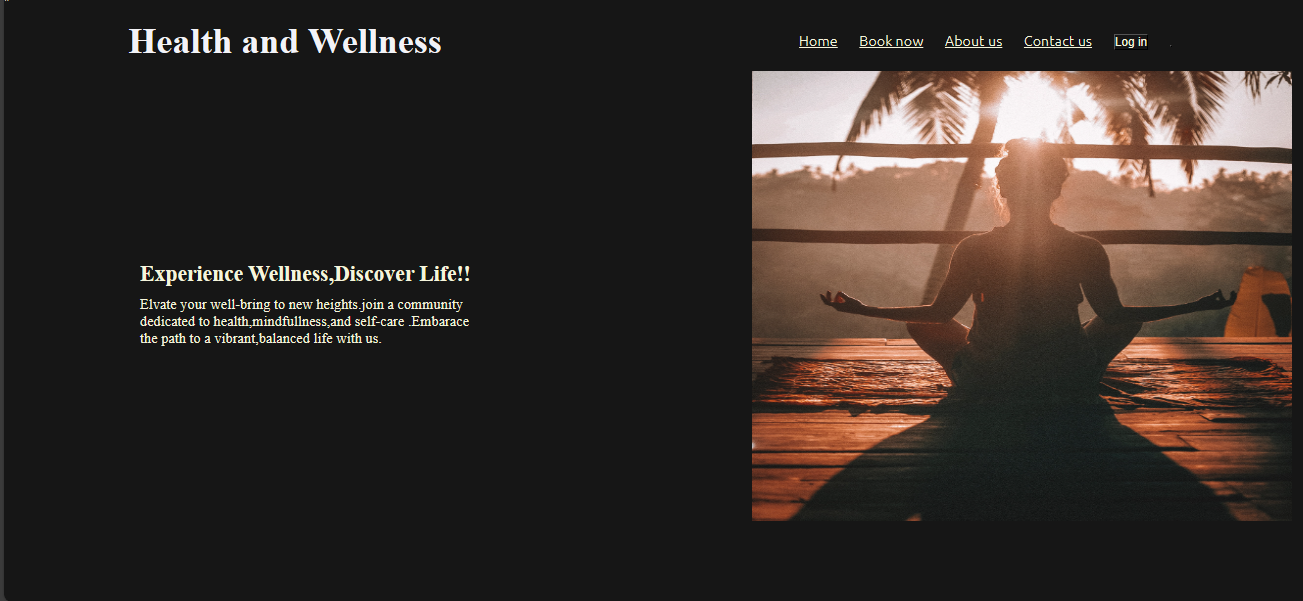 Health and Wellness
Home Book now About us Contact us Log in
Experience Wellness,Discover Life!!
Elvate your well-bring to new heights.join a community
dedicated to health,mindfullness,and self-care .Embarace
the path to a vibrant,balanced life with us.